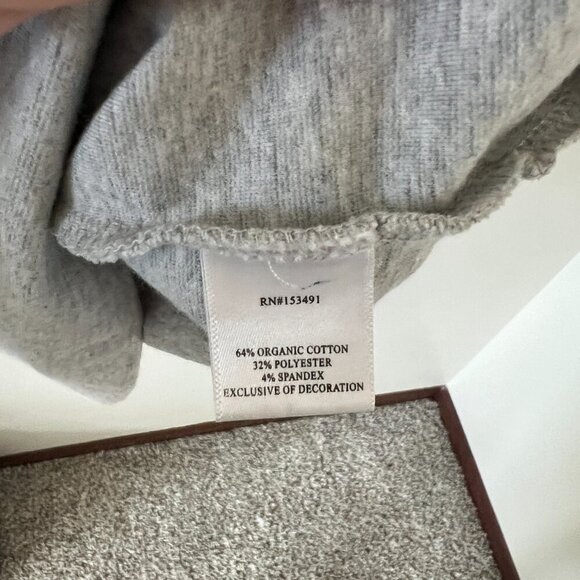 RN#153491
64% ORGANIC COTTON
32% POLYESTER
4% SPANDEX
EXCLUSIVE OF DECORATION